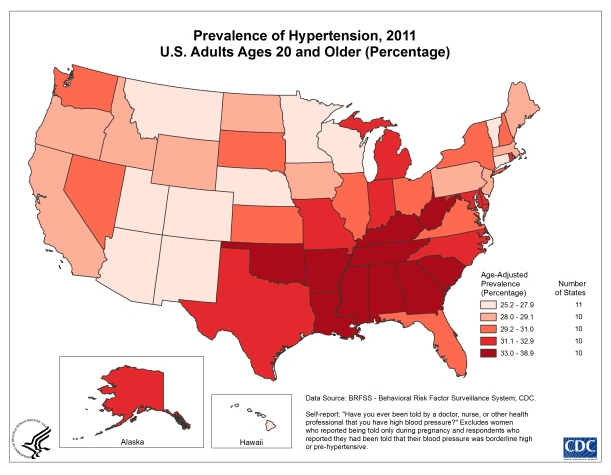 Prevalence of Hypertension, 2011
U.S. Adults Ages 20 and Older (Percentage)
Age-Adjusted
Prevalence
(Percentage)
Number
of States
25.2 - 27.9 11
28.0 - 29.1 10
29.2 - 31.0 10
31.1 - 32.9 10
33.0 - 38.9 10
Alaska
Hawaii
Data Source: BRFSS - Behavioral Risk Factor Surveillance System; CDC.
Self-report: "Have you ever been told by a doctor, nurse, or other health
professional that you have high blood pressure?" Excludes women
who reported being told only during pregnancy and respondents who
reported they had been told that their blood pressure was borderline high
or pre-hypertensive.
CDC